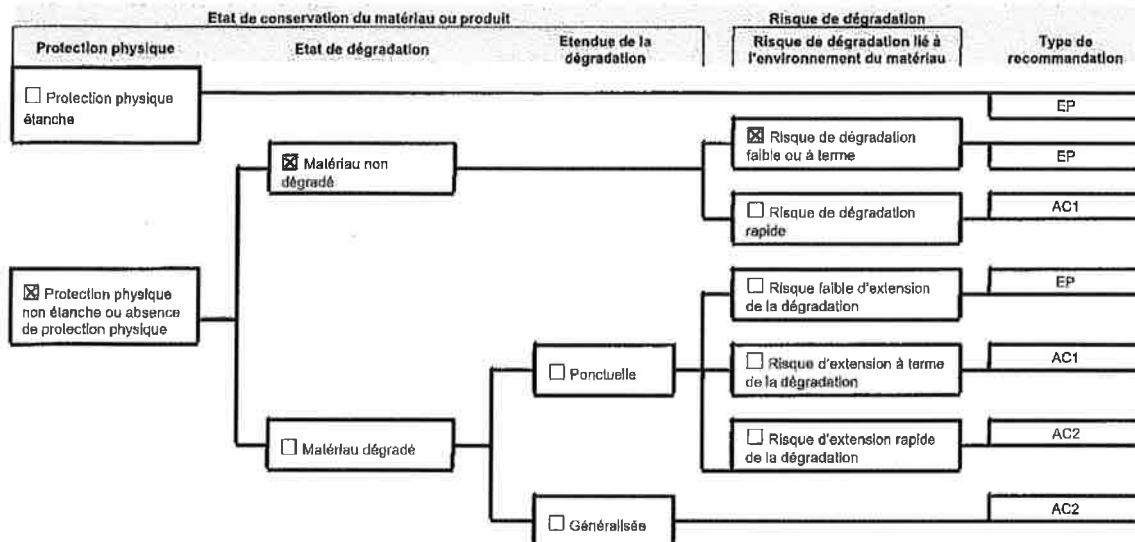 Etat de conservation du matériau ou produit
Risque de dégradation
Protection physique
Etat de dégradation
Etendue de la
dégradation
Risque de dégradation lié à
l'environnement du matériau
Type de
recommandation
☐ Protection physique
étanche
EP
☒ Matériau non
dégradé
☒ Risque de dégradation
faible ou à terme
EP
☐ Risque de dégradation
rapide
AC1
☒ Protection physique
non étanche ou absence
de protection physique
☐ Risque faible d'extension
de la dégradation
EP
☐ Ponctuelle
☐ Risque d'extension à terme
de la dégradation
AC1
☐ Matériau dégradé
☐ Risque d'extension rapide
de la dégradation
AC2
☐ Généralisée
AC2